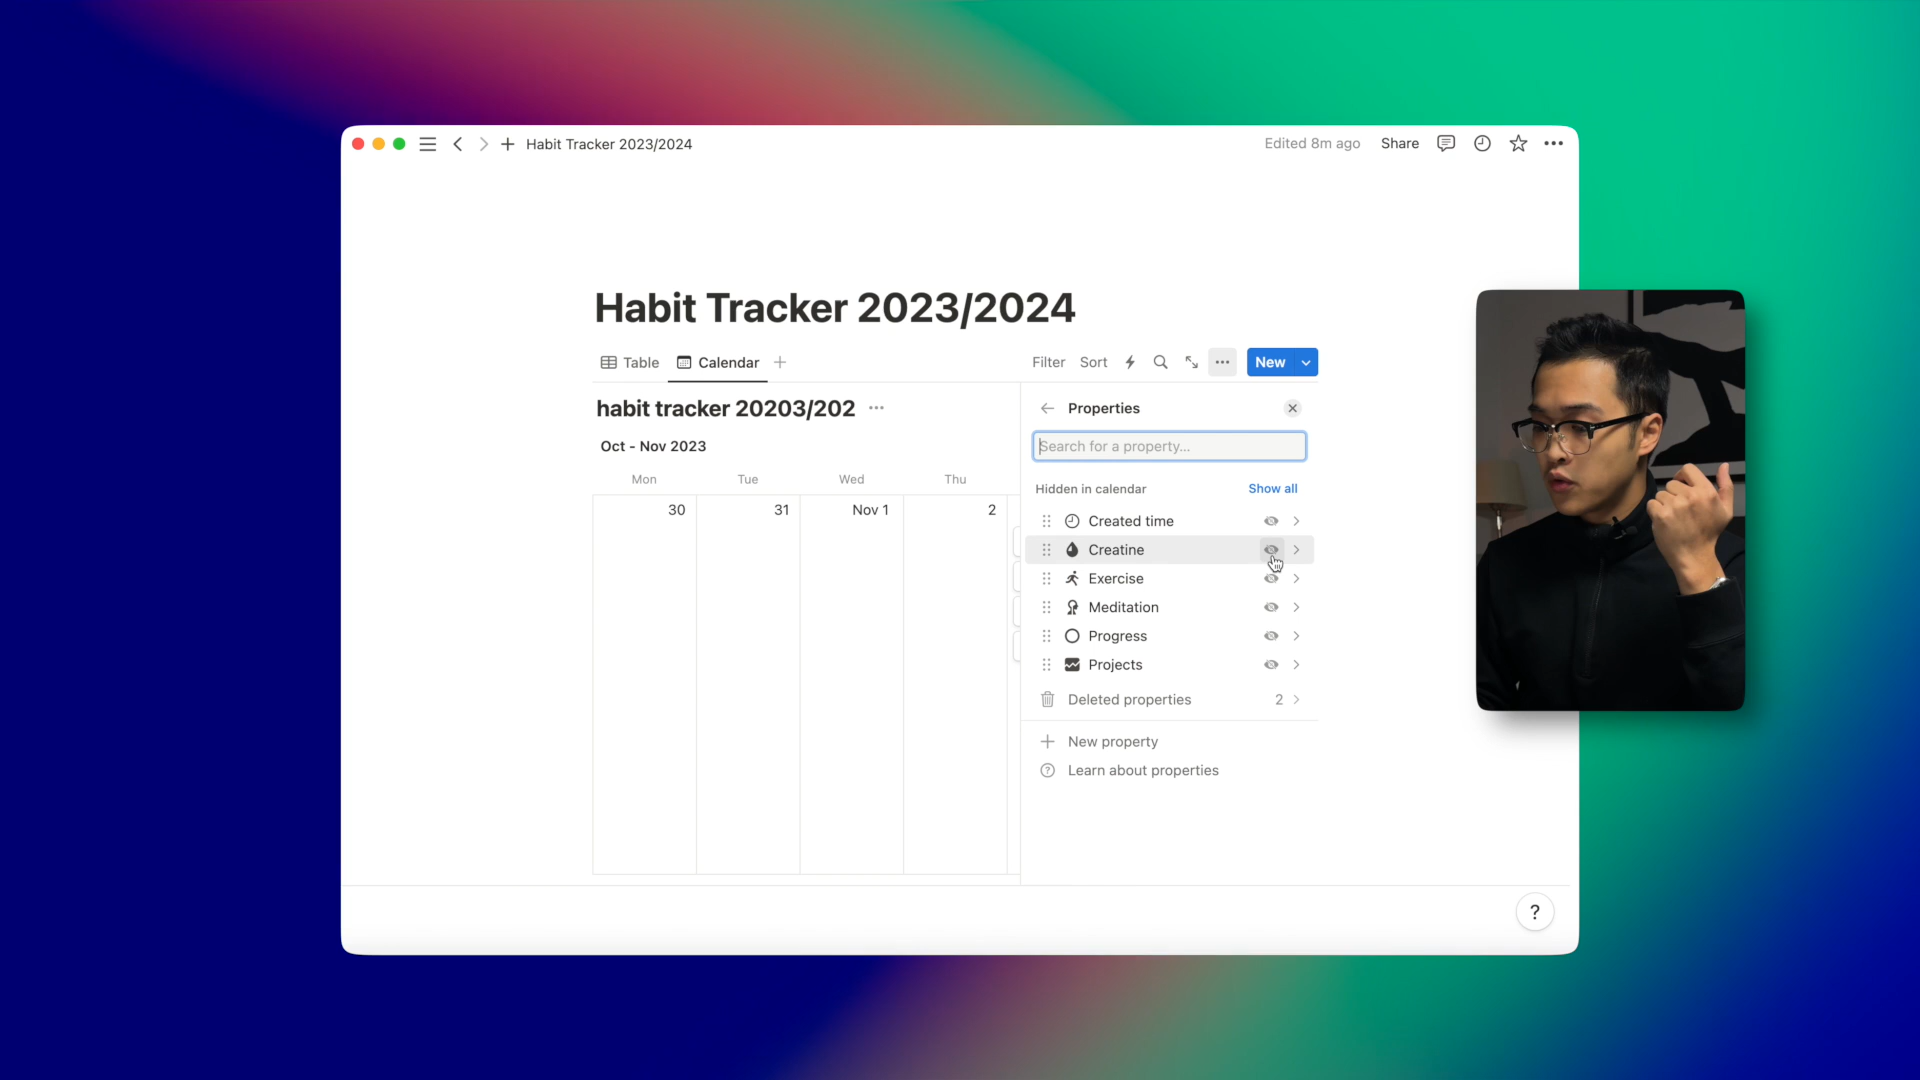 Habit Tracker 2023/2024
Edited 8m ago Share
Habit Tracker 2023/2024
Table Calendar
Filter Sort New
habit tracker 20203/202
Oct - Nov 2023
Mon Tue Wed Thu
30 31 Nov 1 2
Properties
Search for a property...
Hidden in calendar Show all
Created time
Creatine
Exercise
Meditation
Progress
Projects
Deleted properties 2
New property
Learn about properties
?